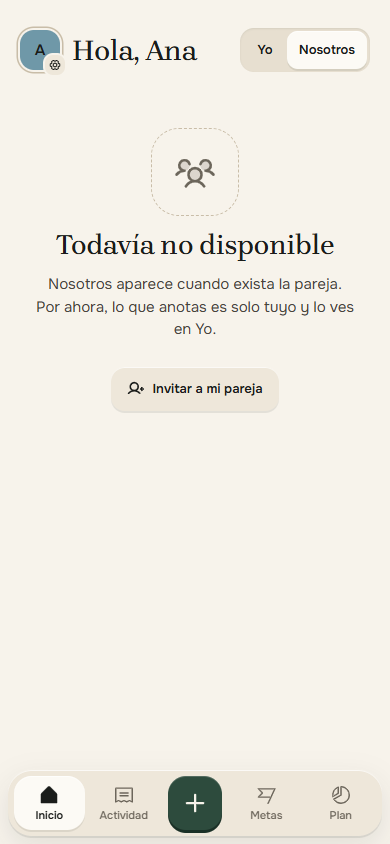 A
Hola, Ana
Yo
Nosotros
Todavía no disponible
Nosotros aparece cuando exista la pareja.
Por ahora, lo que anotas es solo tuyo y lo ves
en Yo.
Invitar a mi pareja
Inicio
Actividad
Metas
Plan